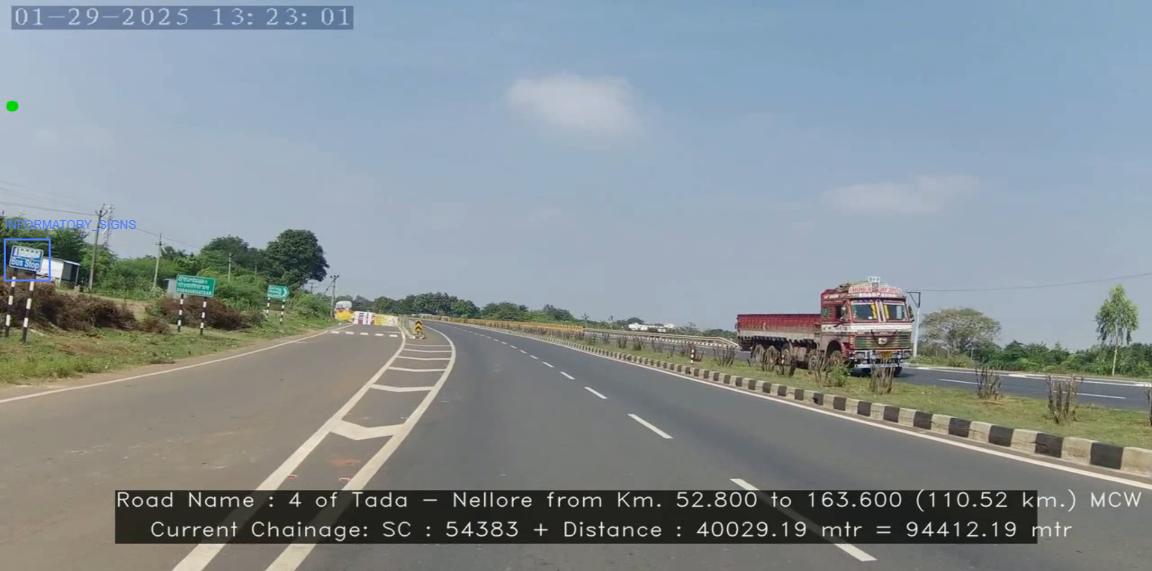 01-29-2025 13:23:01
INFORMATORY_SIGNS
Bus Stop
Road Name : 4 of Tada - Nellore from Km. 52.800 to 163.600 (110.52 km.) MCW
Current Chainage: SC : 54383 + Distance : 40029.19 mtr = 94412.19 mtr